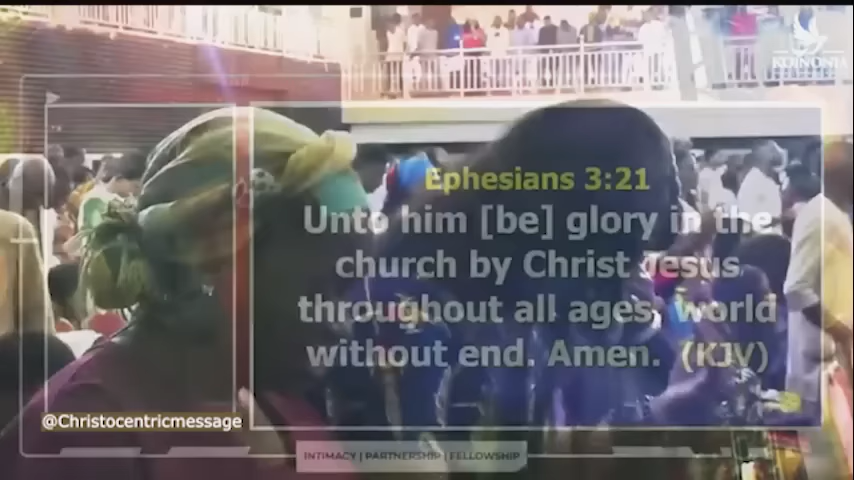 KOINONIA
Ephesians 3:21
Unto him [be] glory in the
church by Christ Jesus
throughout all ages, world
without end. Amen. (KJV)
@Christocentricmessage
INTIMACY | PARTNERSHIP | FELLOWSHIP